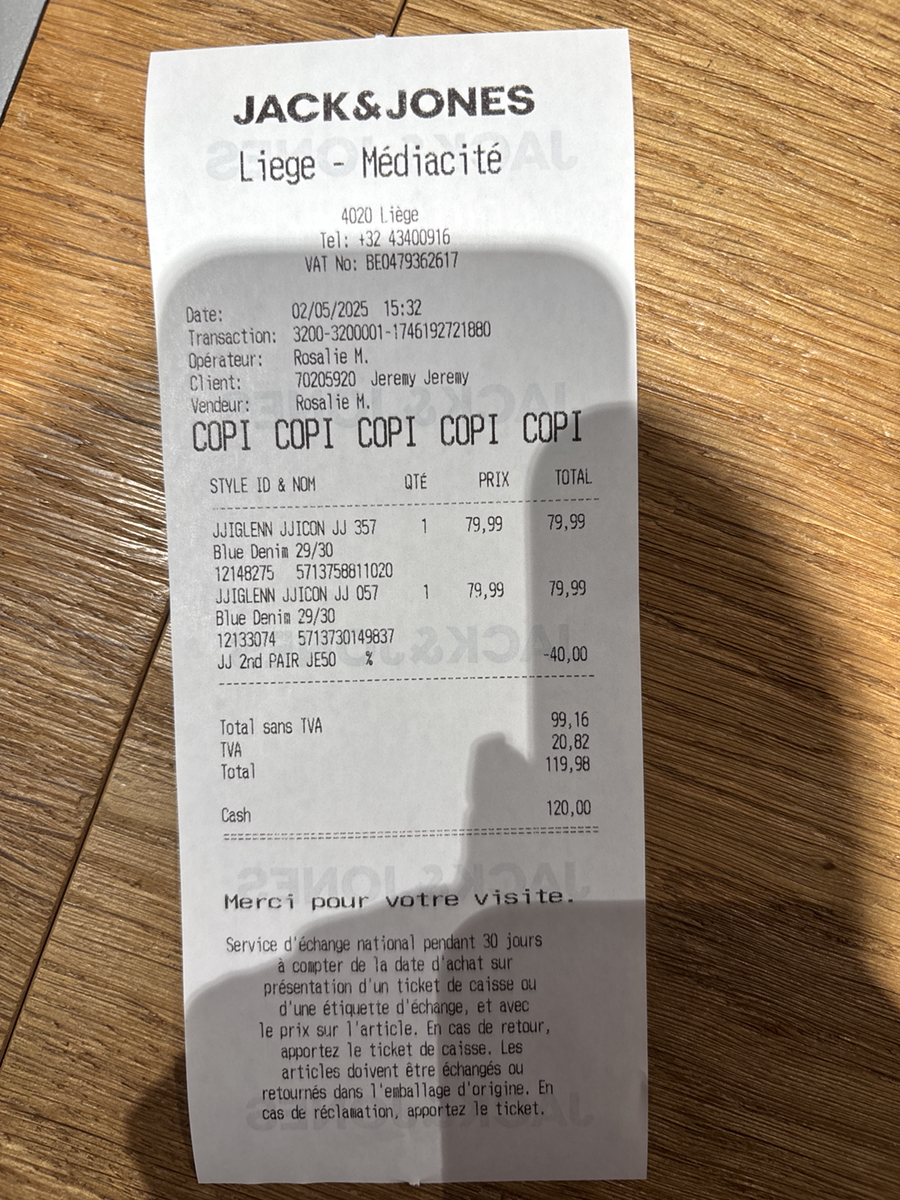 JACK&JONES
Liege - Médiacité
4020 Liège
Tel: +32 43400916
VAT No: BE0479362617
Date: 02/05/2025 15:32
Transaction: 3200-3200001-1746192721880
Opérateur: Rosalie M.
Client: 70205920 Jeremy Jeremy
Vendeur: Rosalie M.
COPI COPI COPI COPI COPI
STYLE ID & NOM QTÉ PRIX TOTAL
JJIGLENN JJICON JJ 357 1 79,99 79,99
Blue Denim 29/30
12148275 5713758811020
JJIGLENN JJICON JJ 057 1 79,99 79,99
Blue Denim 29/30
12133074 5713730149837
JJ 2nd PAIR JE50 % -40,00
Total sans TVA 99,16
TVA 20,82
Total 119,98
Cash 120,00
Merci pour votre visite.
Service d'échange national pendant 30 jours
à compter de la date d'achat sur
présentation d'un ticket de caisse ou
d'une étiquette d'échange, et avec
le prix sur l'article. En cas de retour,
apportez le ticket de caisse. Les
articles doivent être échangés ou
retournés dans l'emballage d'origine. En
cas de réclamation, apportez le ticket.